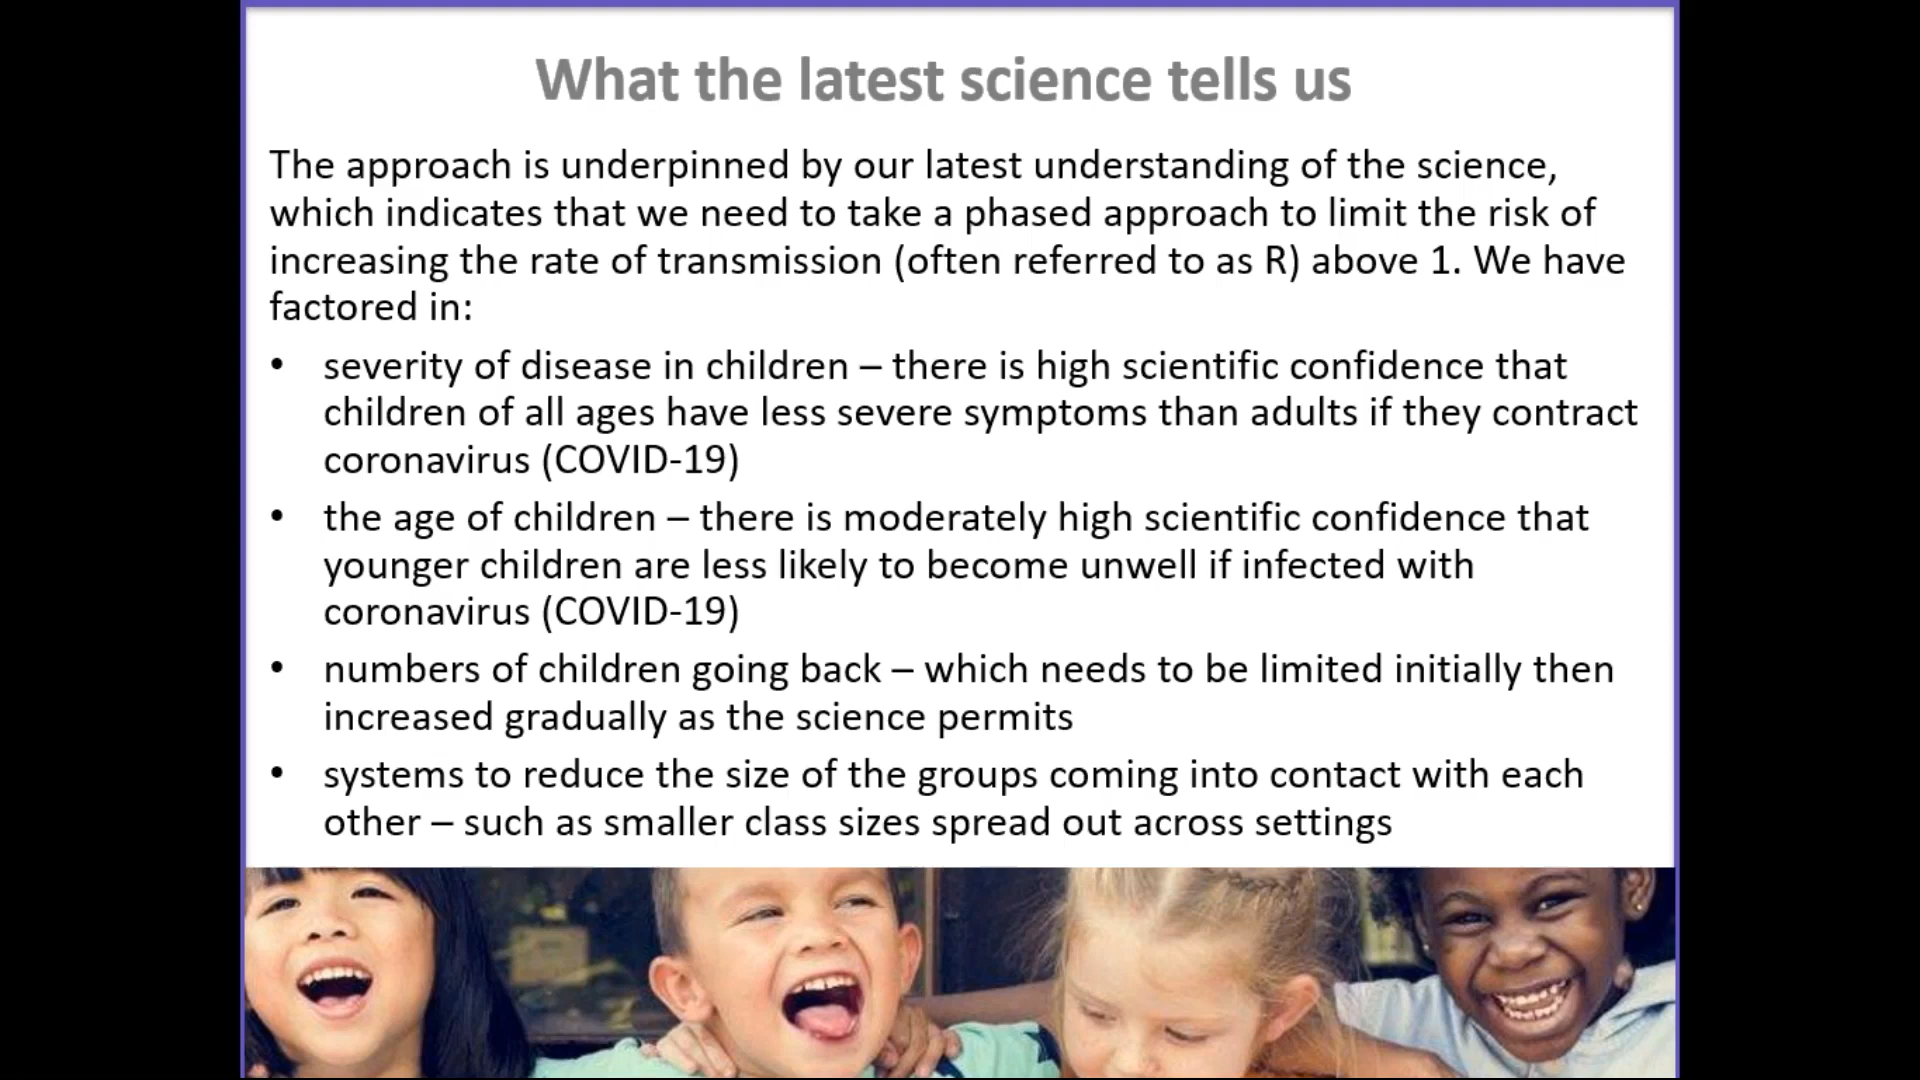 What the latest science tells us
The approach is underpinned by our latest understanding of the science,
which indicates that we need to take a phased approach to limit the risk of
increasing the rate of transmission (often referred to as R) above 1. We have
factored in:
• severity of disease in children – there is high scientific confidence that
children of all ages have less severe symptoms than adults if they contract
coronavirus (COVID-19)
• the age of children – there is moderately high scientific confidence that
younger children are less likely to become unwell if infected with
coronavirus (COVID-19)
• numbers of children going back – which needs to be limited initially then
increased gradually as the science permits
• systems to reduce the size of the groups coming into contact with each
other – such as smaller class sizes spread out across settings